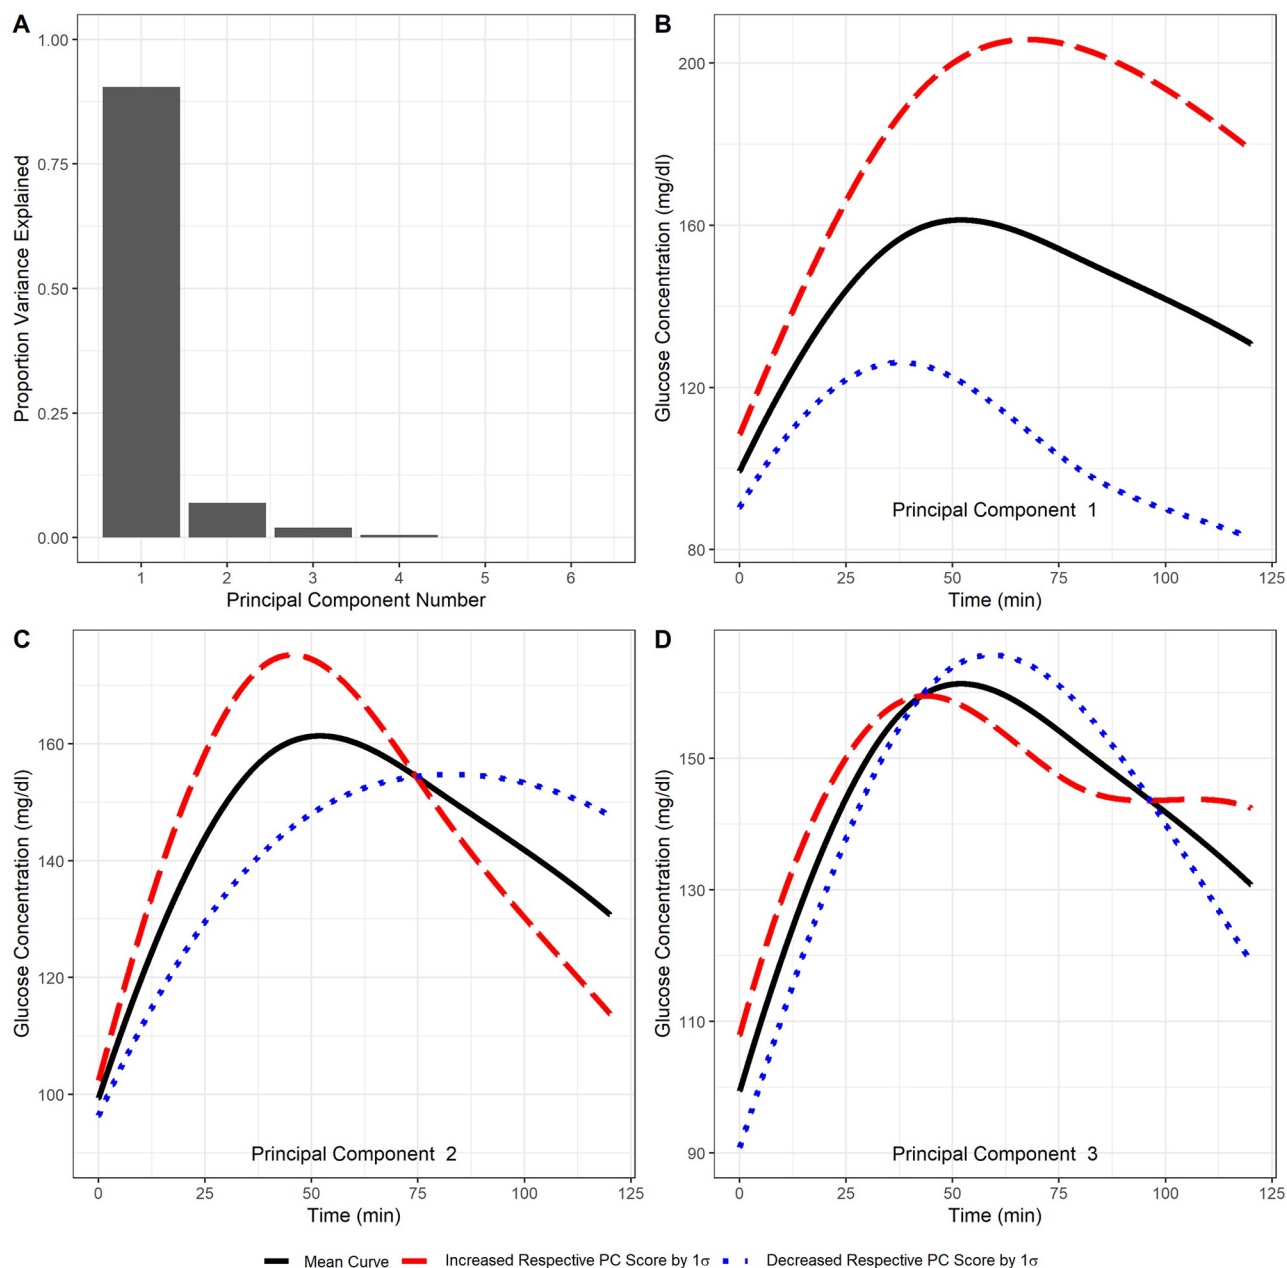 A
1.00
0.75
0.50
0.25
0.00
Proportion Variance Explained
1 2 3 4 5 6
Principal Component Number
B
200
160
120
80
Glucose Concentration (mg/dl)
Principal Component 1
0 25 50 75 100 125
Time (min)
C
160
140
120
100
Glucose Concentration (mg/dl)
Principal Component 2
0 25 50 75 100 125
Time (min)
D
150
130
110
90
Glucose Concentration (mg/dl)
Principal Component 3
0 25 50 75 100 125
Time (min)
Mean Curve Increased Respective PC Score by 1σ Decreased Respective PC Score by 1σ